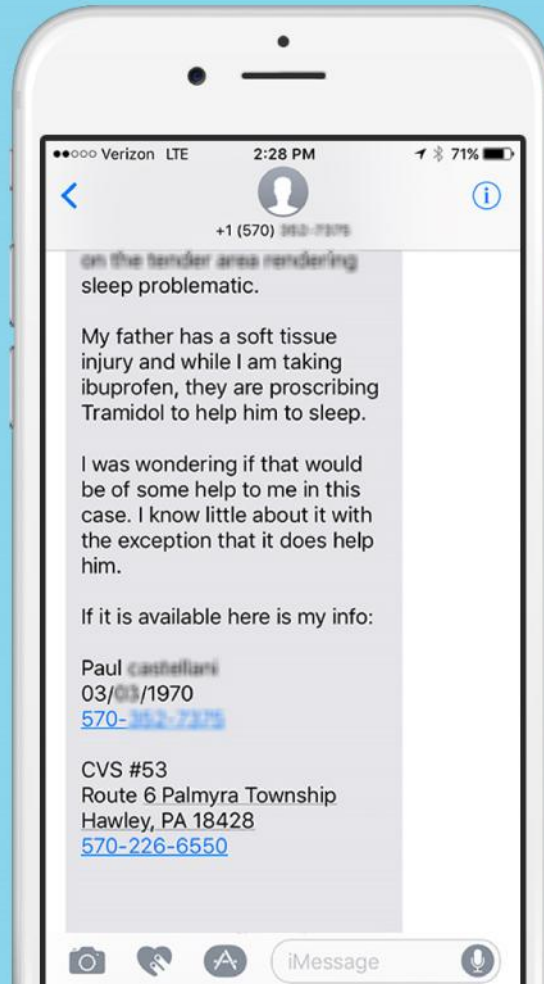 Verizon LTE 2:28 PM 71%
+1 (570)
sleep problematic.
My father has a soft tissue
injury and while I am taking
ibuprofen, they are proscribing
Tramidol to help him to sleep.
I was wondering if that would
be of some help to me in this
case. I know little about it with
the exception that it does help
him.
If it is available here is my info:
Paul
03/ /1970
570-
CVS #53
Route 6 Palmyra Township
Hawley, PA 18428
570-226-6550
iMessage